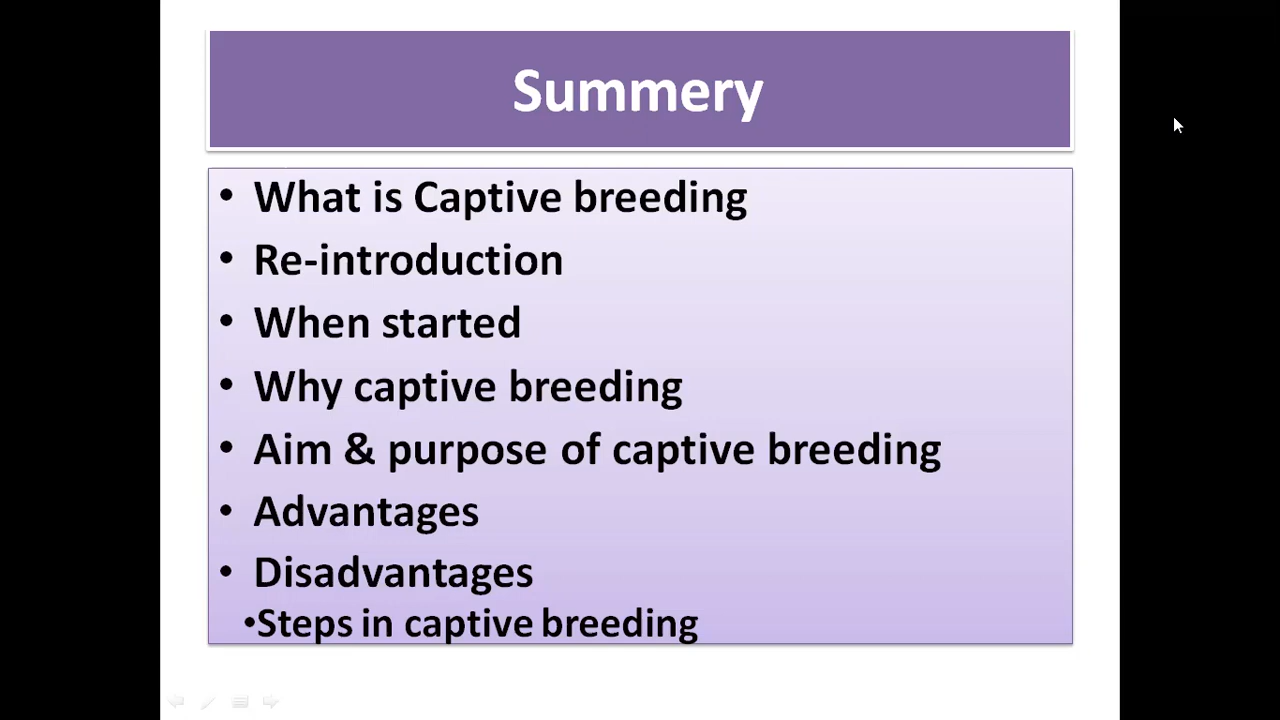 Summery
• What is Captive breeding
• Re-introduction
• When started
• Why captive breeding
• Aim & purpose of captive breeding
• Advantages
• Disadvantages
•Steps in captive breeding